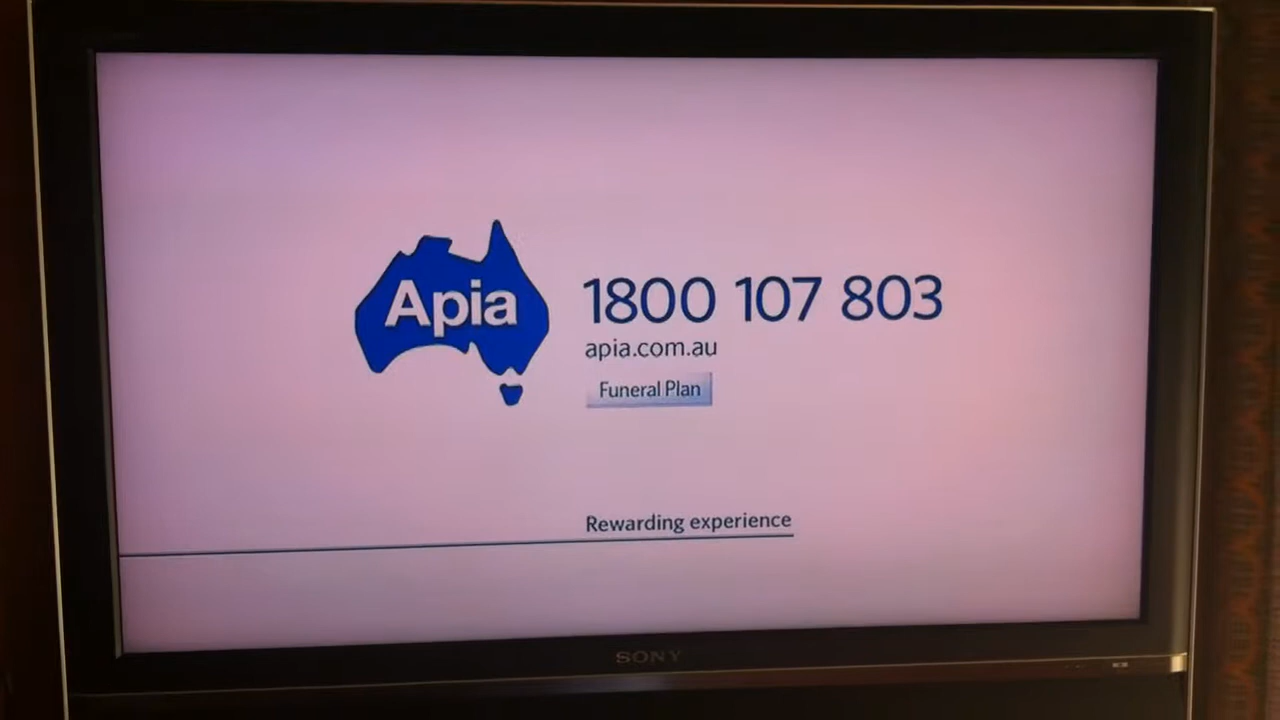 Apia
1800 107 803
apia.com.au
Funeral Plan
Rewarding experience
SONY